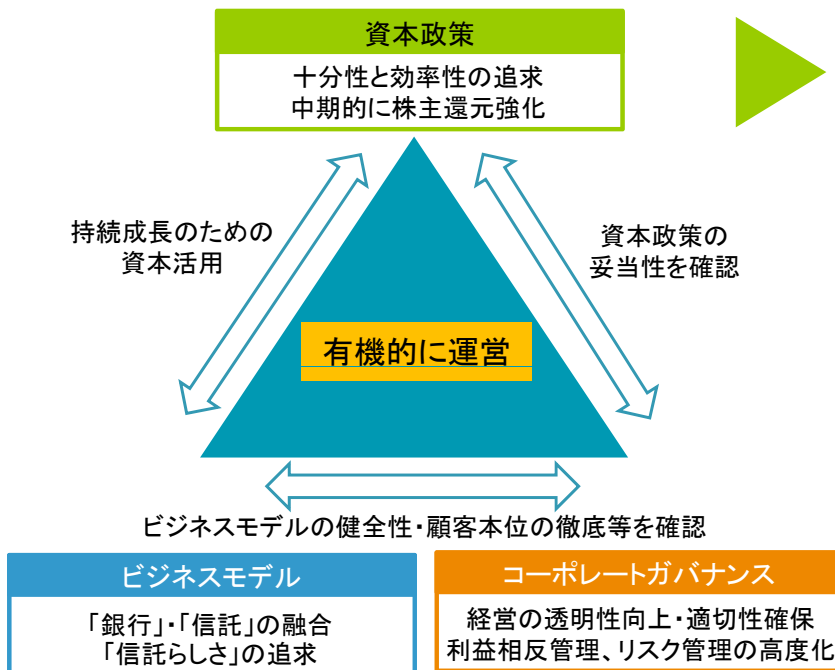 資本政策
十分性と効率性の追求
中期的に株主還元強化
持続成長のための
資本活用
資本政策の
妥当性を確認
有機的に運営
ビジネスモデルの健全性・顧客本位の徹底等を確認
ビジネスモデル
「銀行」・「信託」の融合
「信託らしさ」の追求
コーポレートガバナンス
経営の透明性向上・適切性確保
利益相反管理、リスク管理の高度化